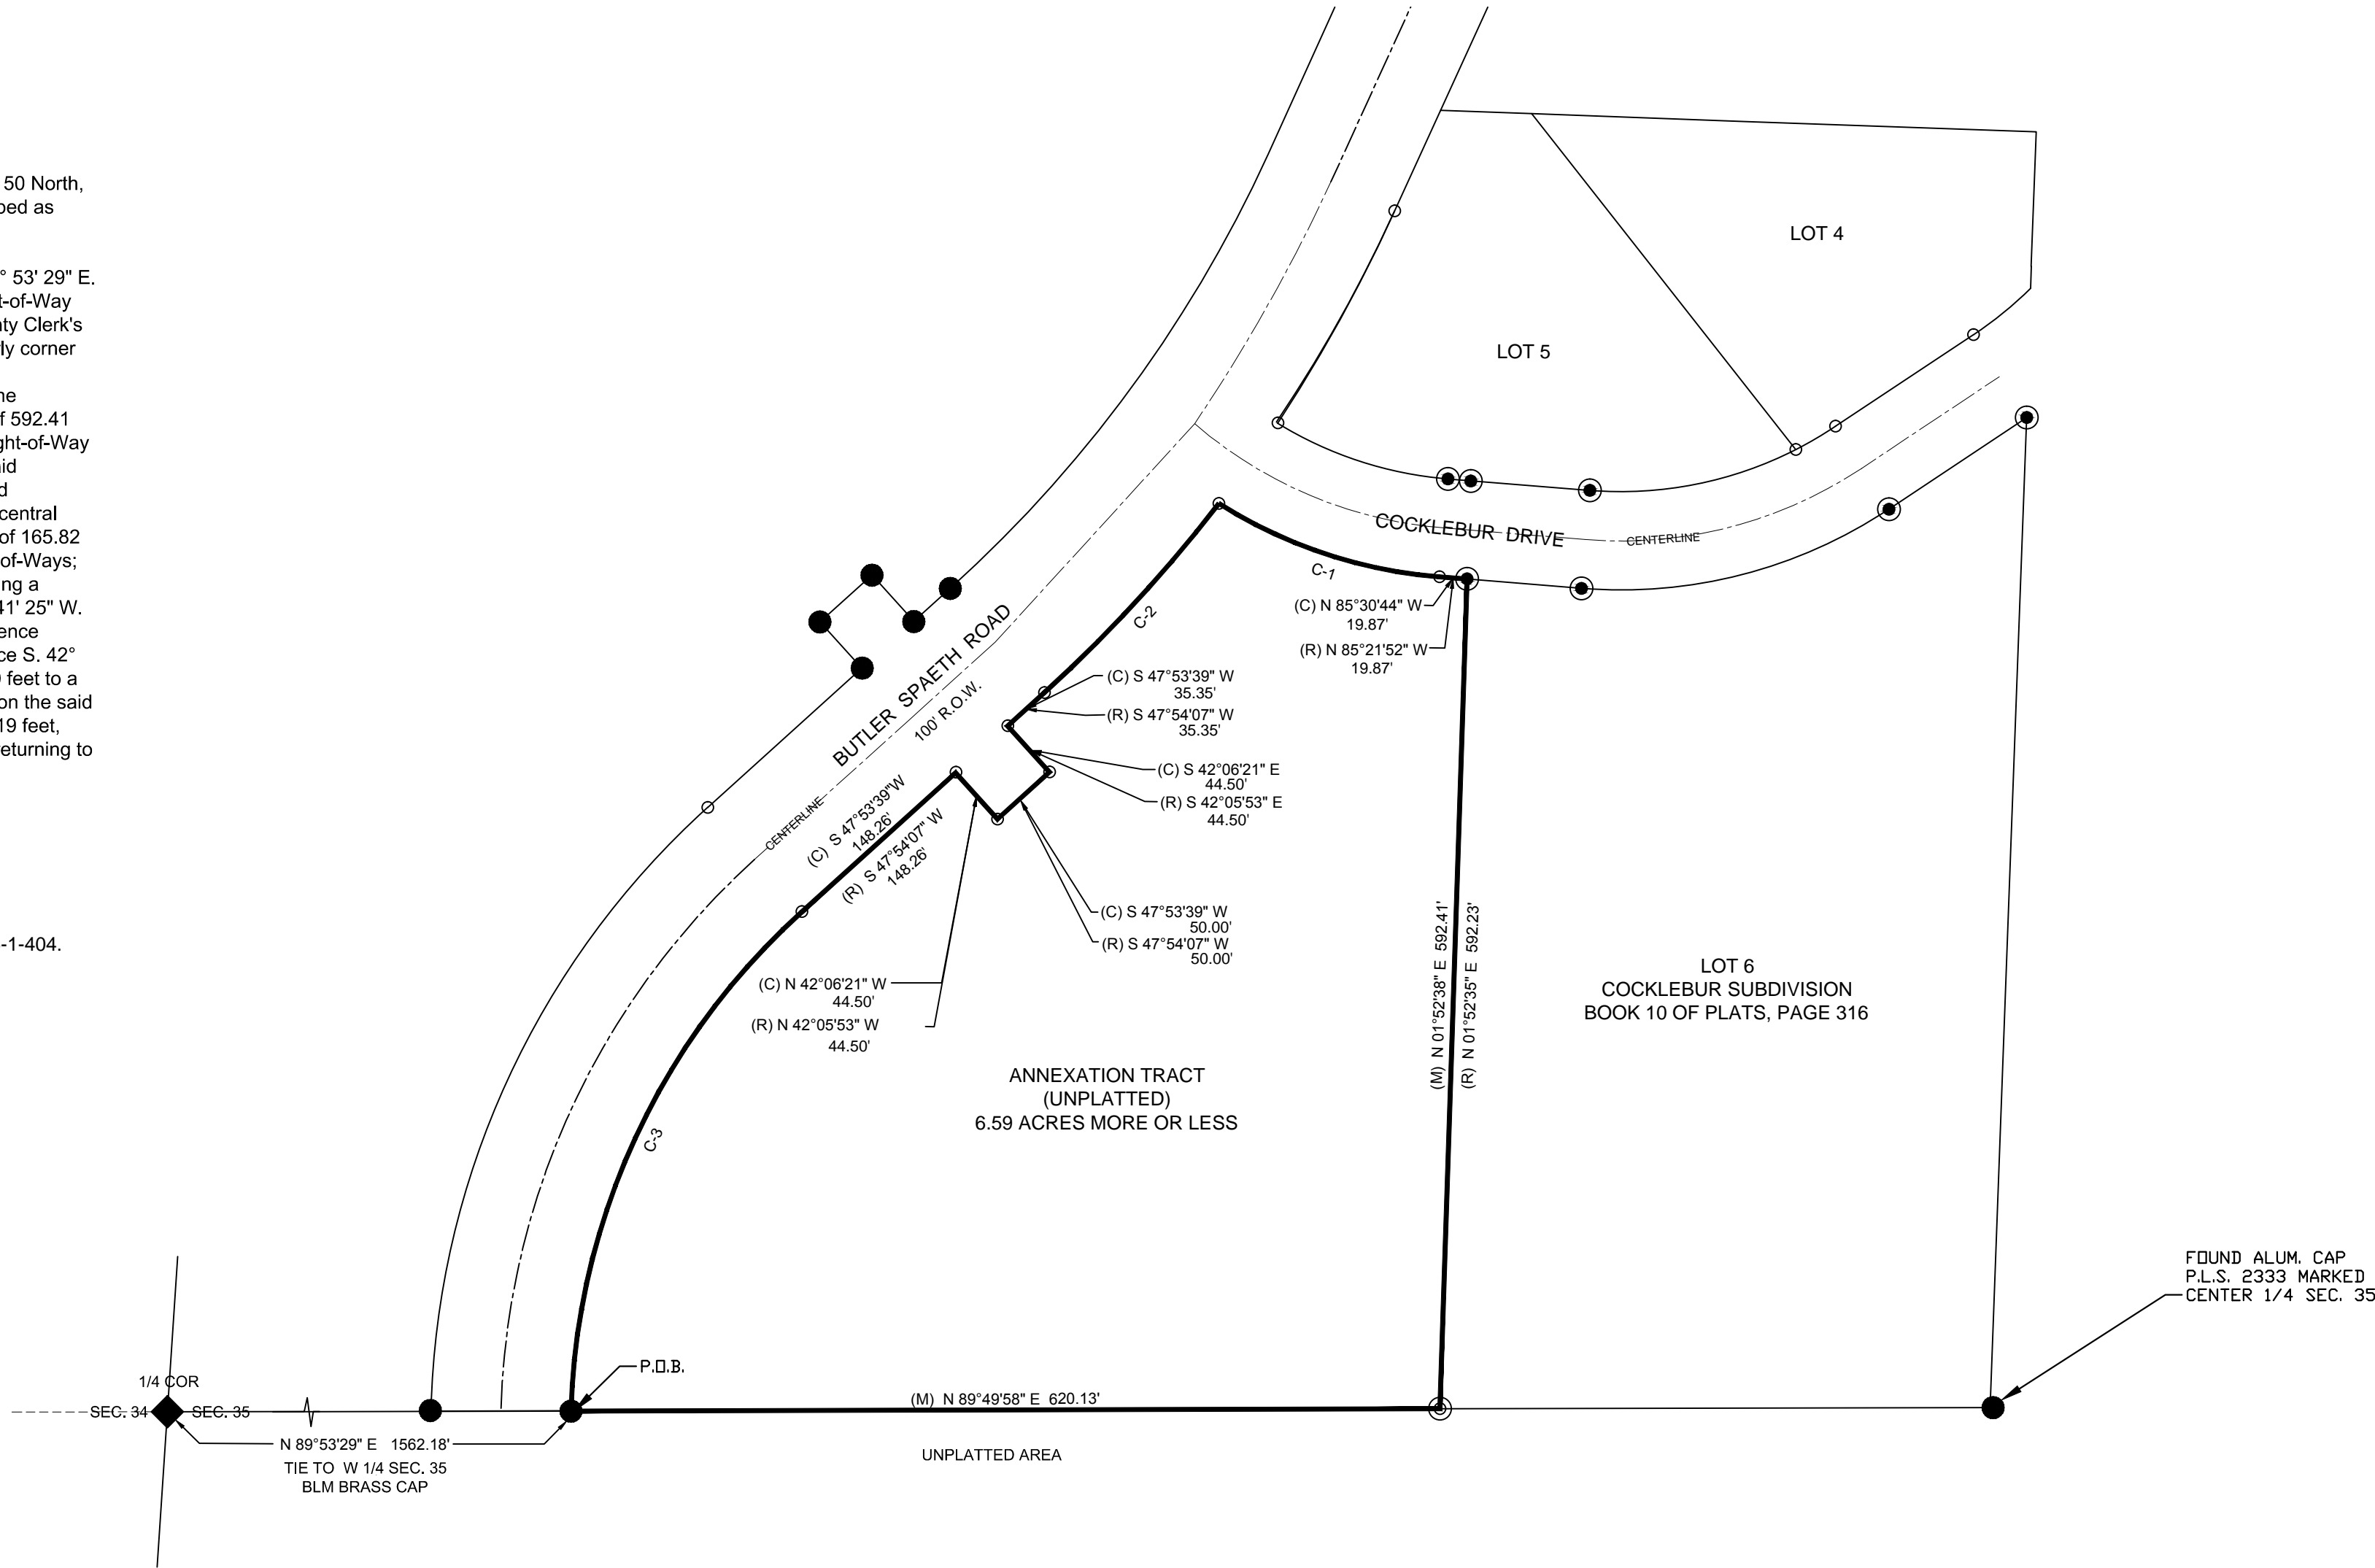 50 North,
bed as
° 53' 29" E.
t-of-Way
nty Clerk's
ly corner
ne
f 592.41
ght-of-Way
aid
d
central
of 165.82
of-Ways;
ing a
41' 25" W.
ence
ce S. 42°
feet to a
on the said
19 feet,
returning to
-1-404.
LOT 4
LOT 5
COCKLEBUR DRIVE
CENTERLINE
C-1
(C) N 85°30'44" W
19.87'
(R) N 85°21'52" W
19.87'
C-2
BUTLER SPAETH ROAD
100' R.O.W.
CENTERLINE
(C) S 47°53'39" W
35.35'
(R) S 47°54'07" W
35.35'
(C) S 42°06'21" E
44.50'
(R) S 42°05'53" E
44.50'
(C) S 47°53'39"W
148.26'
(R) S 47°54'07" W
148.26'
(C) S 47°53'39" W
50.00'
(R) S 47°54'07" W
50.00'
(C) N 42°06'21" W
44.50'
(R) N 42°05'53" W
44.50'
(M) N 01°52'38" E 592.41'
(R) N 01°52'35" E 592.23'
LOT 6
COCKLEBUR SUBDIVISION
BOOK 10 OF PLATS, PAGE 316
ANNEXATION TRACT
(UNPLATTED)
6.59 ACRES MORE OR LESS
C-3
FOUND ALUM. CAP
P.L.S. 2333 MARKED
CENTER 1/4 SEC. 35
P.O.B.
1/4 COR
SEC. 34
SEC. 35
(M) N 89°49'58" E 620.13'
N 89°53'29" E 1562.18'
TIE TO W 1/4 SEC. 35
BLM BRASS CAP
UNPLATTED AREA